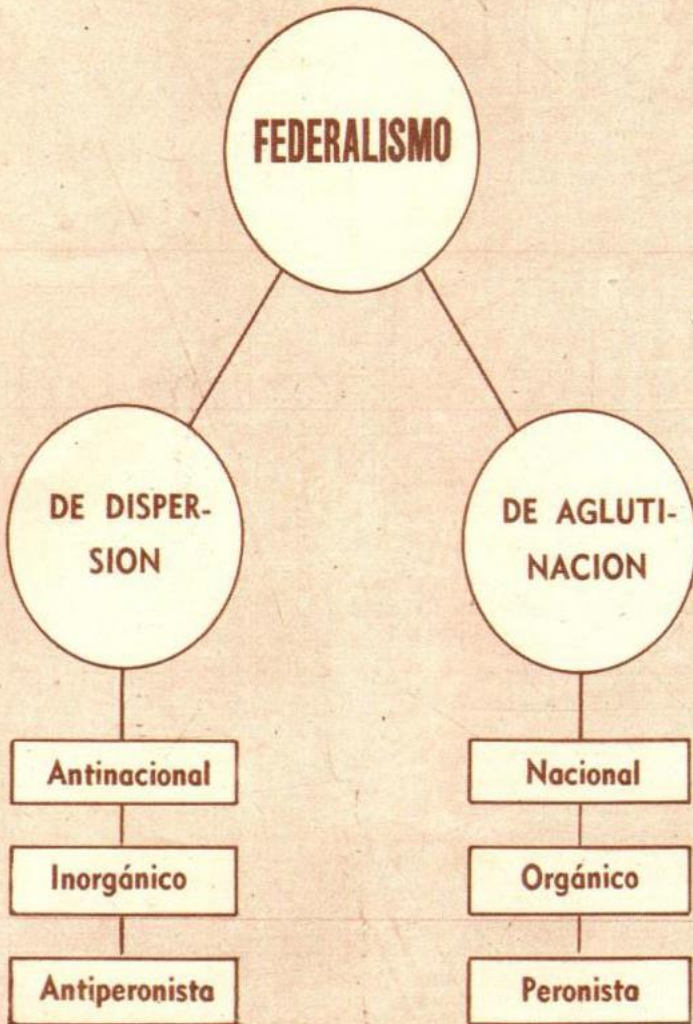 FEDERALISMO
DE DISPER-
SION
DE AGLUTI-
NACION
Antinacional
Nacional
Inorgánico
Orgánico
Antiperonista
Peronista